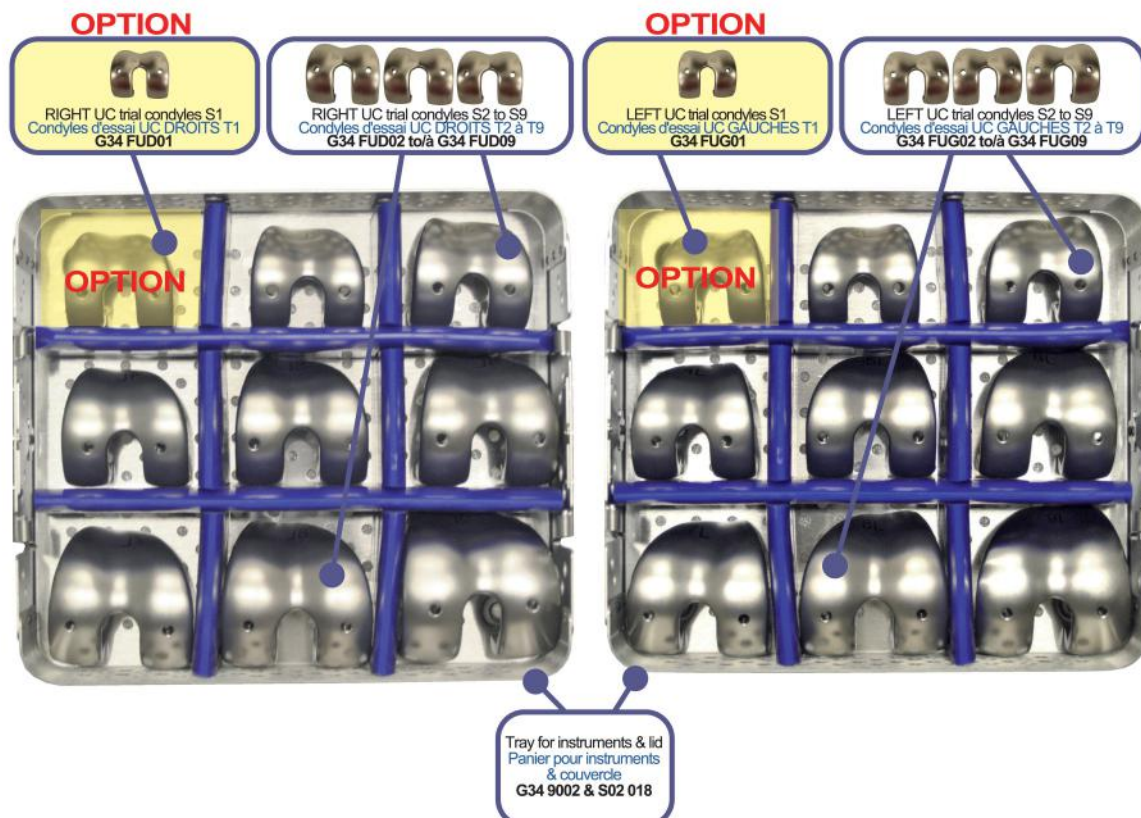 OPTION
RIGHT UC trial condyles S1
Condyles d'essai UC DROITS T1
G34 FUD01
RIGHT UC trial condyles S2 to S9
Condyles d'essai UC DROITS T2 à T9
G34 FUD02 to/à G34 FUD09
OPTION
LEFT UC trial condyles S1
Condyles d'essai UC GAUCHES T1
G34 FUG01
LEFT UC trial condyles S2 to S9
Condyles d'essai UC GAUCHES T2 à T9
G34 FUG02 to/à G34 FUG09
OPTION
OPTION
Tray for instruments & lid
Panier pour instruments
& couvercle
G34 9002 & S02 018